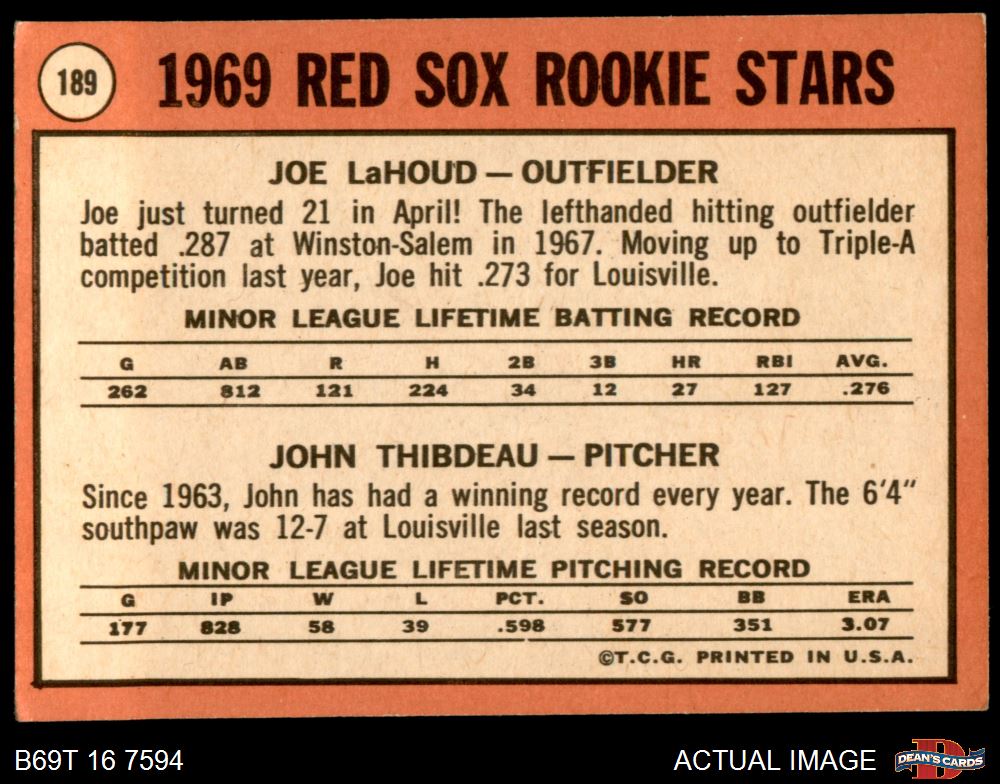 189
1969 RED SOX ROOKIE STARS
JOE LaHOUD — OUTFIELDER
Joe just turned 21 in April! The lefthanded hitting outfielder
batted .287 at Winston-Salem in 1967. Moving up to Triple-A
competition last year, Joe hit .273 for Louisville.
MINOR LEAGUE LIFETIME BATTING RECORD
G AB R H 2B 3B HR RBI AVG.
262 812 121 224 34 12 27 127 .276
JOHN THIBDEAU — PITCHER
Since 1963, John has had a winning record every year. The 6'4"
southpaw was 12-7 at Louisville last season.
MINOR LEAGUE LIFETIME PITCHING RECORD
G IP W L PCT. SO BB ERA
177 828 58 39 .598 577 351 3.07
©T.C.G. PRINTED IN U.S.A.
B69T 16 7594
ACTUAL IMAGE
D
DEAN'S CARDS